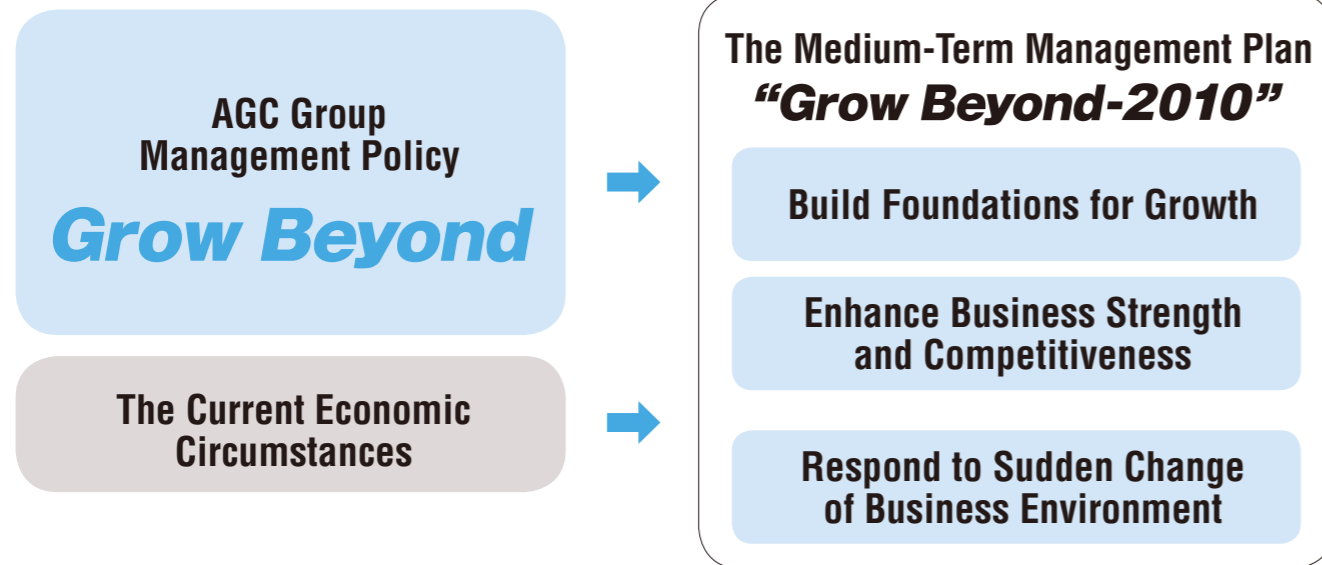 AGC Group
Management Policy
Grow Beyond
The Current Economic
Circumstances
The Medium-Term Management Plan
“Grow Beyond-2010”
Build Foundations for Growth
Enhance Business Strength
and Competitiveness
Respond to Sudden Change
of Business Environment